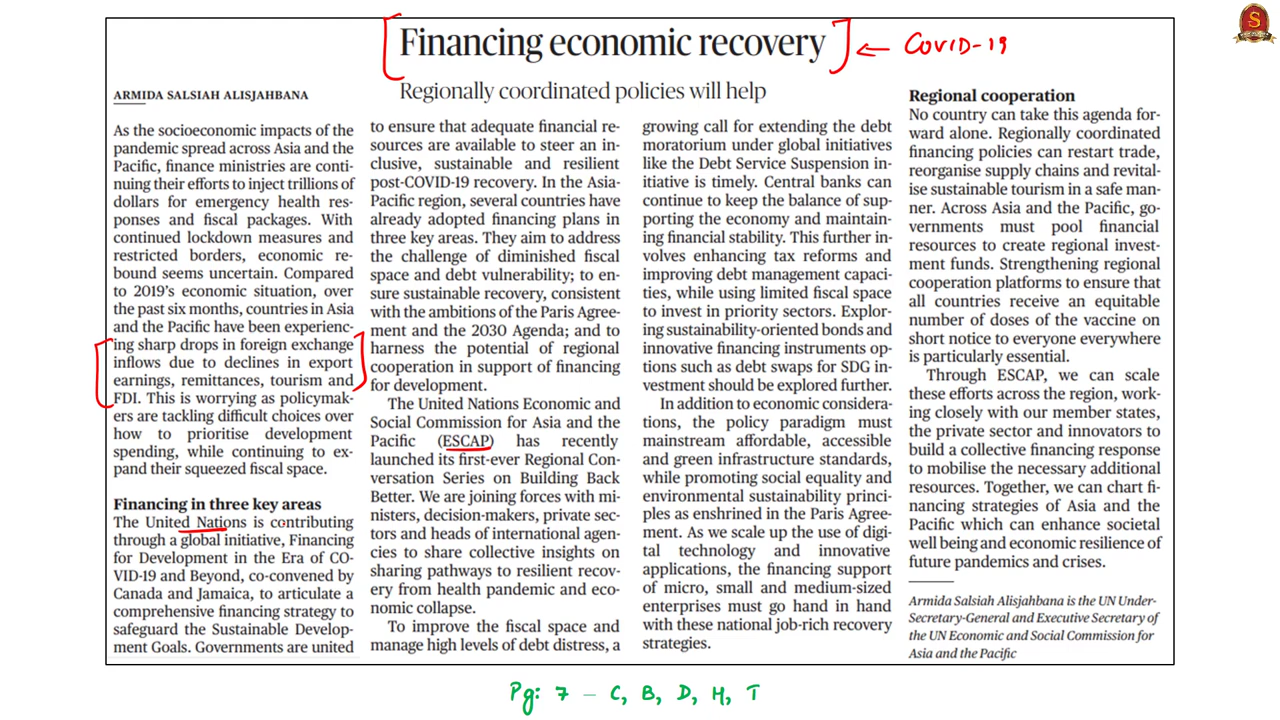 Financing economic recovery
← COVID-19
Regionally coordinated policies will help
ARMIDA SALSIAH ALISJAHBANA
As the socioeconomic impacts of the
pandemic spread across Asia and the
Pacific, finance ministries are conti-
nuing their efforts to inject trillions of
dollars for emergency health res-
ponses and fiscal packages. With
continued lockdown measures and
restricted borders, economic re-
bound seems uncertain. Compared
to 2019's economic situation, over
the past six months, countries in Asia
and the Pacific have been experienc-
ing sharp drops in foreign exchange
inflows due to declines in export
earnings, remittances, tourism and
FDI. This is worrying as policymak-
ers are tackling difficult choices over
how to prioritise development
spending, while continuing to ex-
pand their squeezed fiscal space.
Financing in three key areas
The United Nations is contributing
through a global initiative, Financing
for Development in the Era of CO-
VID-19 and Beyond, co-convened by
Canada and Jamaica, to articulate a
comprehensive financing strategy to
safeguard the Sustainable Develop-
ment Goals. Governments are united
to ensure that adequate financial re-
sources are available to steer an in-
clusive, sustainable and resilient
post-COVID-19 recovery. In the Asia-
Pacific region, several countries have
already adopted financing plans in
three key areas. They aim to address
the challenge of diminished fiscal
space and debt vulnerability; to en-
sure sustainable recovery, consistent
with the ambitions of the Paris Agree-
ment and the 2030 Agenda; and to
harness the potential of regional
cooperation in support of financing
for development.
The United Nations Economic and
Social Commission for Asia and the
Pacific (ESCAP) has recently
launched its first-ever Regional Con-
versation Series on Building Back
Better. We are joining forces with mi-
nisters, decision-makers, private sec-
tors and heads of international agen-
cies to share collective insights on
sharing pathways to resilient recov-
ery from health pandemic and eco-
nomic collapse.
To improve the fiscal space and
manage high levels of debt distress, a
growing call for extending the debt
moratorium under global initiatives
like the Debt Service Suspension in-
itiative is timely. Central banks can
continue to keep the balance of sup-
porting the economy and maintain-
ing financial stability. This further in-
volves enhancing tax reforms and
improving debt management capaci-
ties, while using limited fiscal space
to invest in priority sectors. Explor-
ing sustainability-oriented bonds and
innovative financing instruments op-
tions such as debt swaps for SDG in-
vestment should be explored further.
In addition to economic considera-
tions, the policy paradigm must
mainstream affordable, accessible
and green infrastructure standards,
while promoting social equality and
environmental sustainability princi-
ples as enshrined in the Paris Agree-
ment. As we scale up the use of digi-
tal technology and innovative
applications, the financing support
of micro, small and medium-sized
enterprises must go hand in hand
with these national job-rich recovery
strategies.
Regional cooperation
No country can take this agenda for-
ward alone. Regionally coordinated
financing policies can restart trade,
reorganise supply chains and revital-
ise sustainable tourism in a safe man-
ner. Across Asia and the Pacific, go-
vernments must pool financial
resources to create regional invest-
ment funds. Strengthening regional
cooperation platforms to ensure that
all countries receive an equitable
number of doses of the vaccine on
short notice to everyone everywhere
is particularly essential.
Through ESCAP, we can scale
these efforts across the region, work-
ing closely with our member states,
the private sector and innovators to
build a collective financing response
to mobilise the necessary additional
resources. Together, we can chart fi-
nancing strategies of Asia and the
Pacific which can enhance societal
well being and economic resilience of
future pandemics and crises.
Armida Salsiah Alisjahbana is the UN Under-
Secretary-General and Executive Secretary of
the UN Economic and Social Commission for
Asia and the Pacific
Pg: 7 – C, B, D, H, T